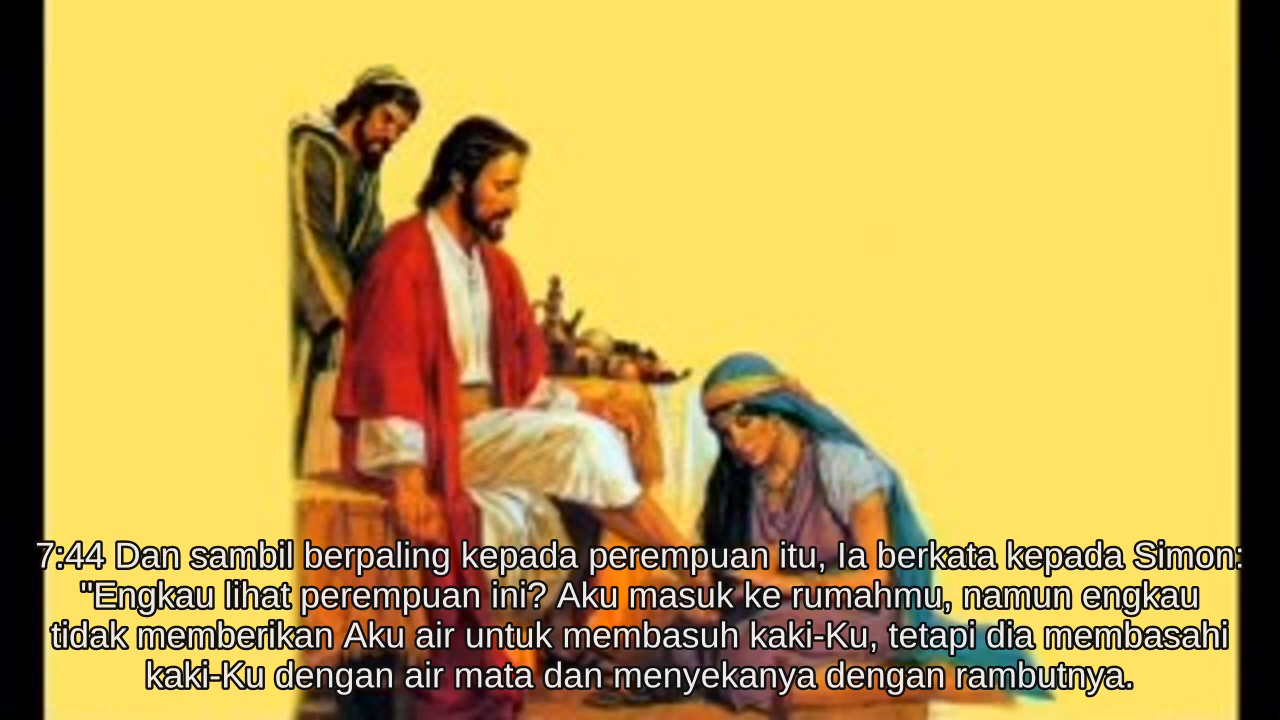 7:44 Dan sambil berpaling kepada perempuan itu, Ia berkata kepada Simon:
"Engkau lihat perempuan ini? Aku masuk ke rumahmu, namun engkau
tidak memberikan Aku air untuk membasuh kaki-Ku, tetapi dia membasahi
kaki-Ku dengan air mata dan menyekanya dengan rambutnya.